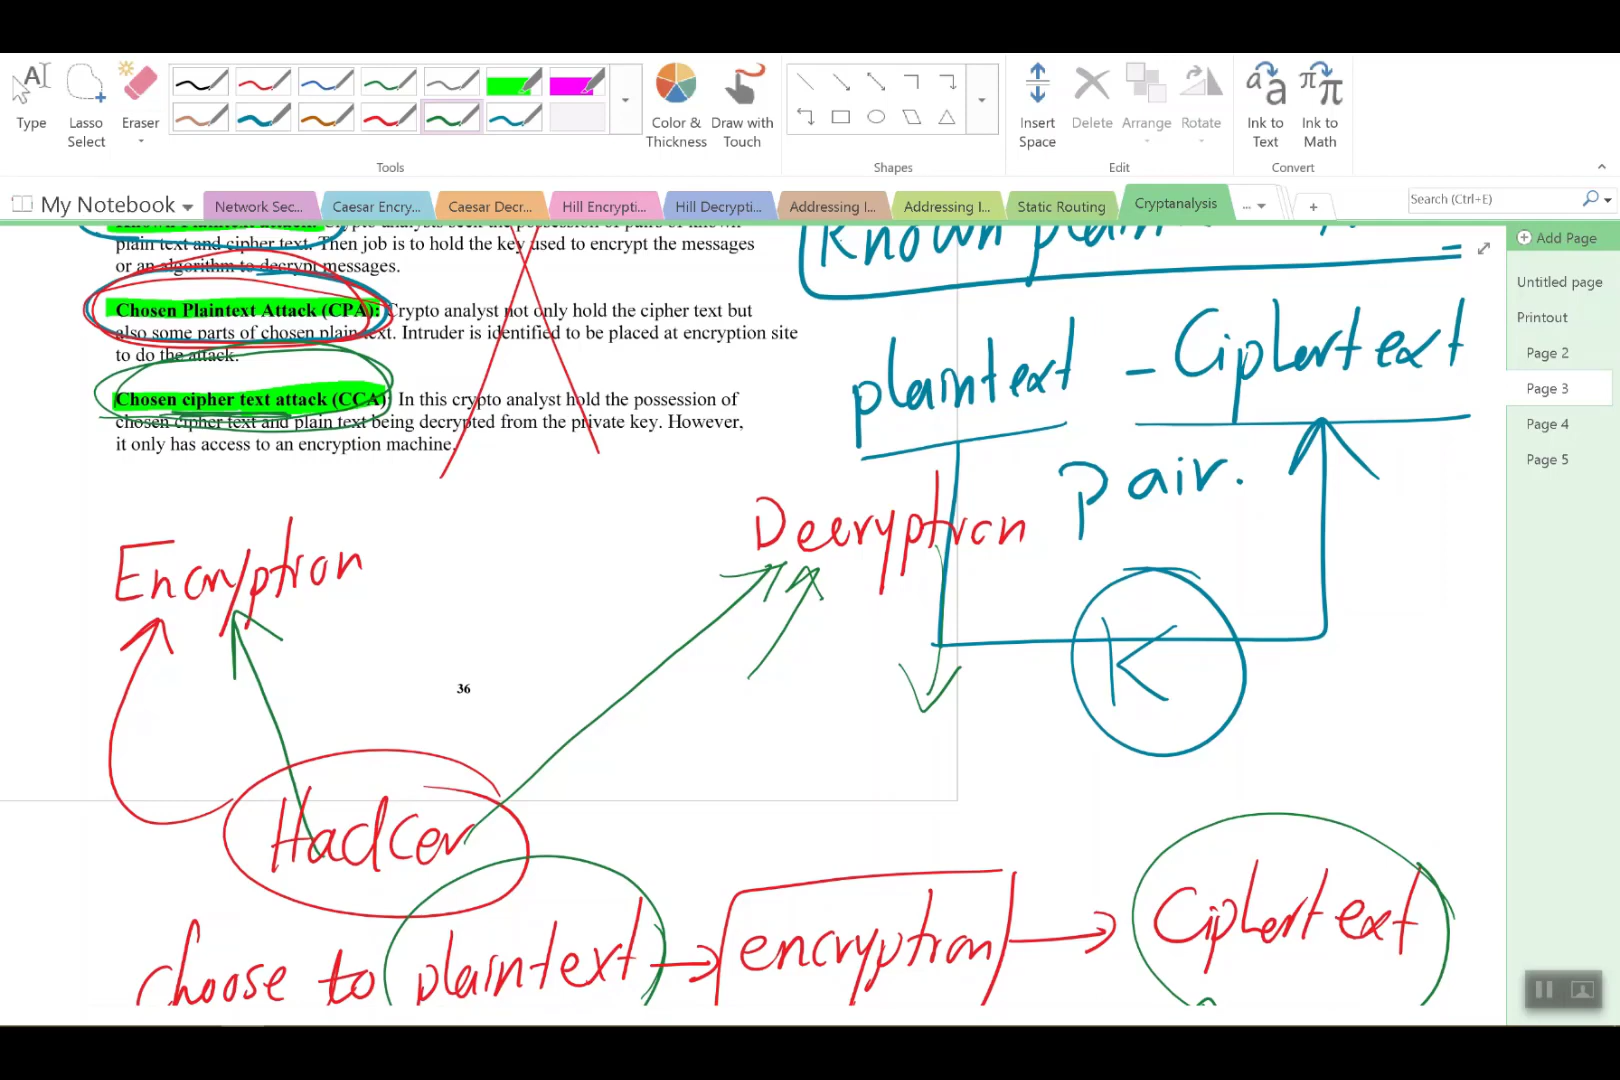 Type
Lasso Select
Eraser
Color & Thickness
Draw with Touch
Insert Space
Delete
Arrange
Rotate
Ink to Text
Ink to Math
Tools
Shapes
Edit
Convert
My Notebook
Network Sec...
Caesar Encry...
Caesar Decr...
Hill Encrypti...
Hill Decrypti...
Addressing I...
Addressing I...
Static Routing
Cryptanalysis
...
Search (Ctrl+E)
plain text and cipher text. Then job is to hold the key used to encrypt the messages
or an algorithm to decrypt messages.
Chosen Plaintext Attack (CPA): Crypto analyst not only hold the cipher text but
also some parts of chosen plain text. Intruder is identified to be placed at encryption site
to do the attack.
Chosen cipher text attack (CCA): In this crypto analyst hold the possession of
chosen cipher text and plain text being decrypted from the private key. However,
it only has access to an encryption machine.
36
Known plain
plaintext - Ciphertext
pair.
K
Encryption
Decryption
Hacker
choose to plaintext → encryption → Ciphertext
Add Page
Untitled page
Printout
Page 2
Page 3
Page 4
Page 5